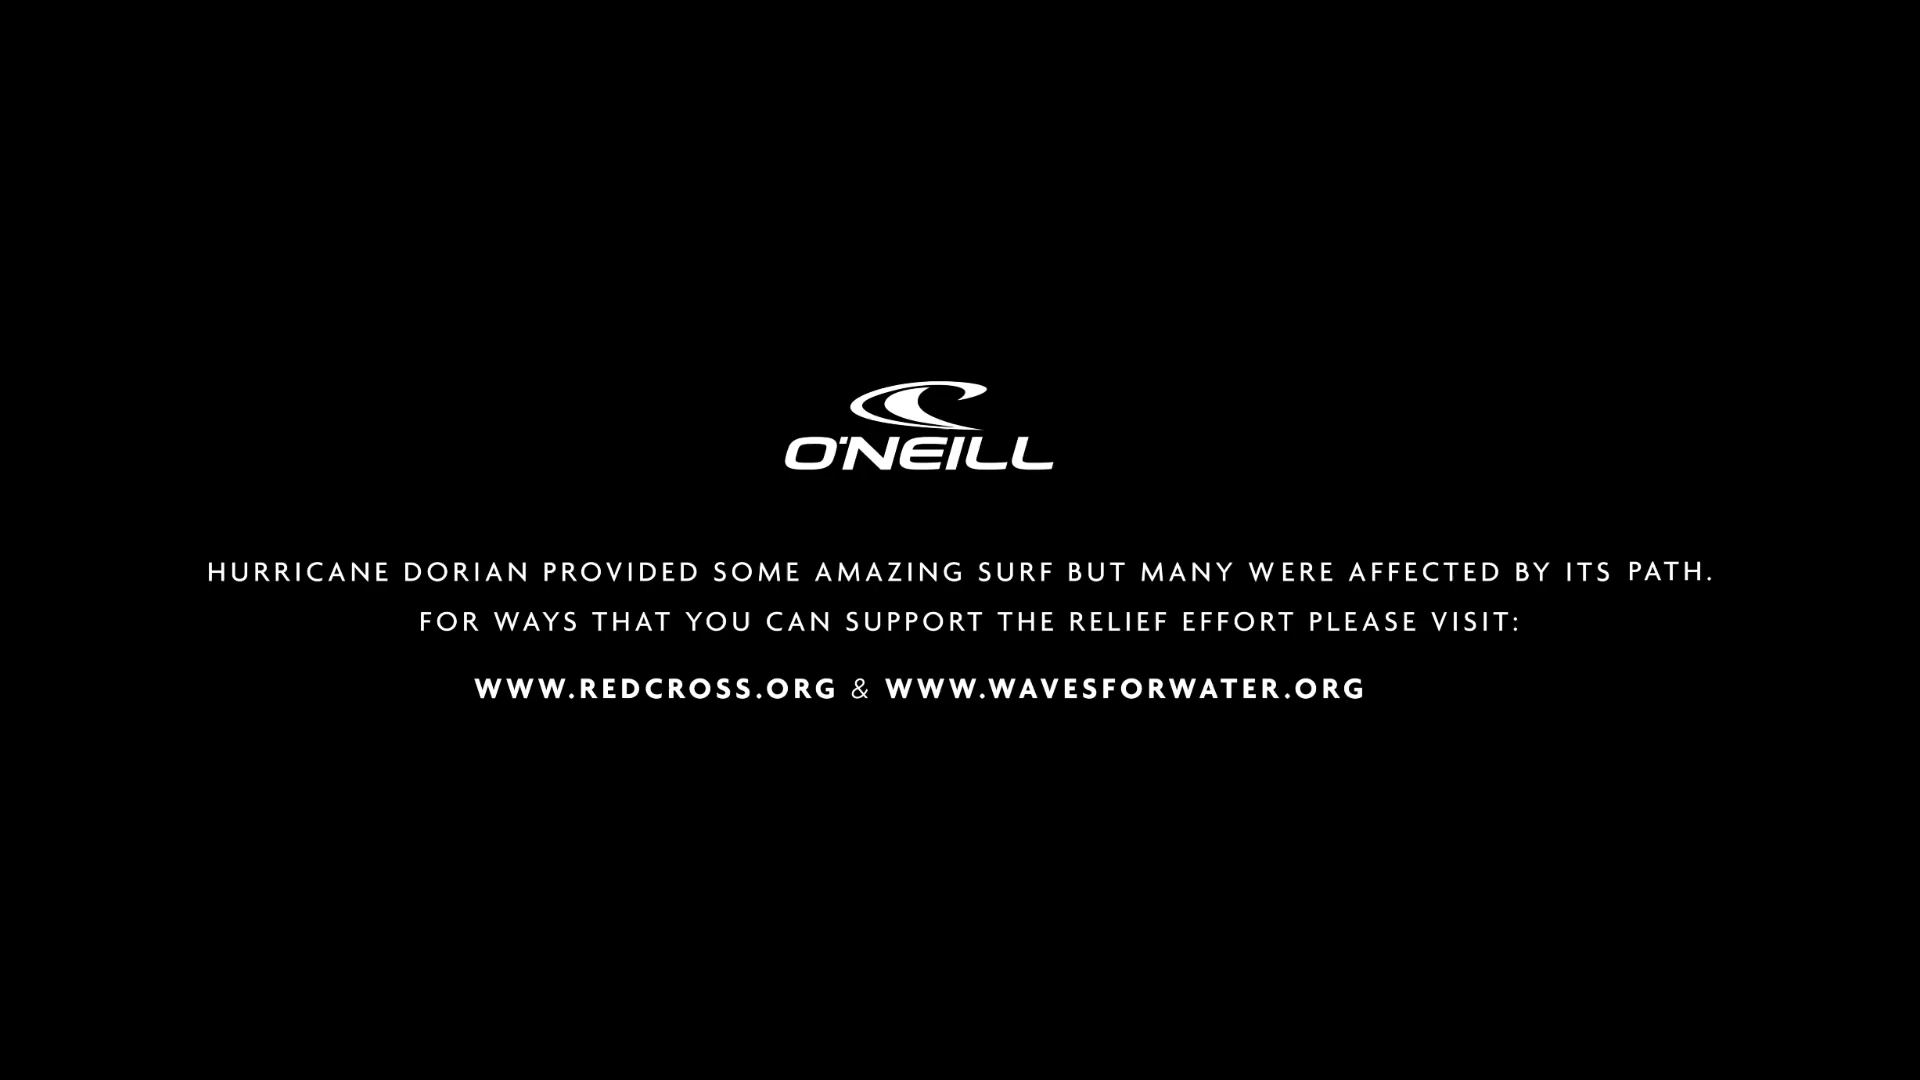 O'NEILL
HURRICANE DORIAN PROVIDED SOME AMAZING SURF BUT MANY WERE AFFECTED BY ITS PATH.
FOR WAYS THAT YOU CAN SUPPORT THE RELIEF EFFORT PLEASE VISIT:
WWW.REDCROSS.ORG & WWW.WAVESFORWATER.ORG